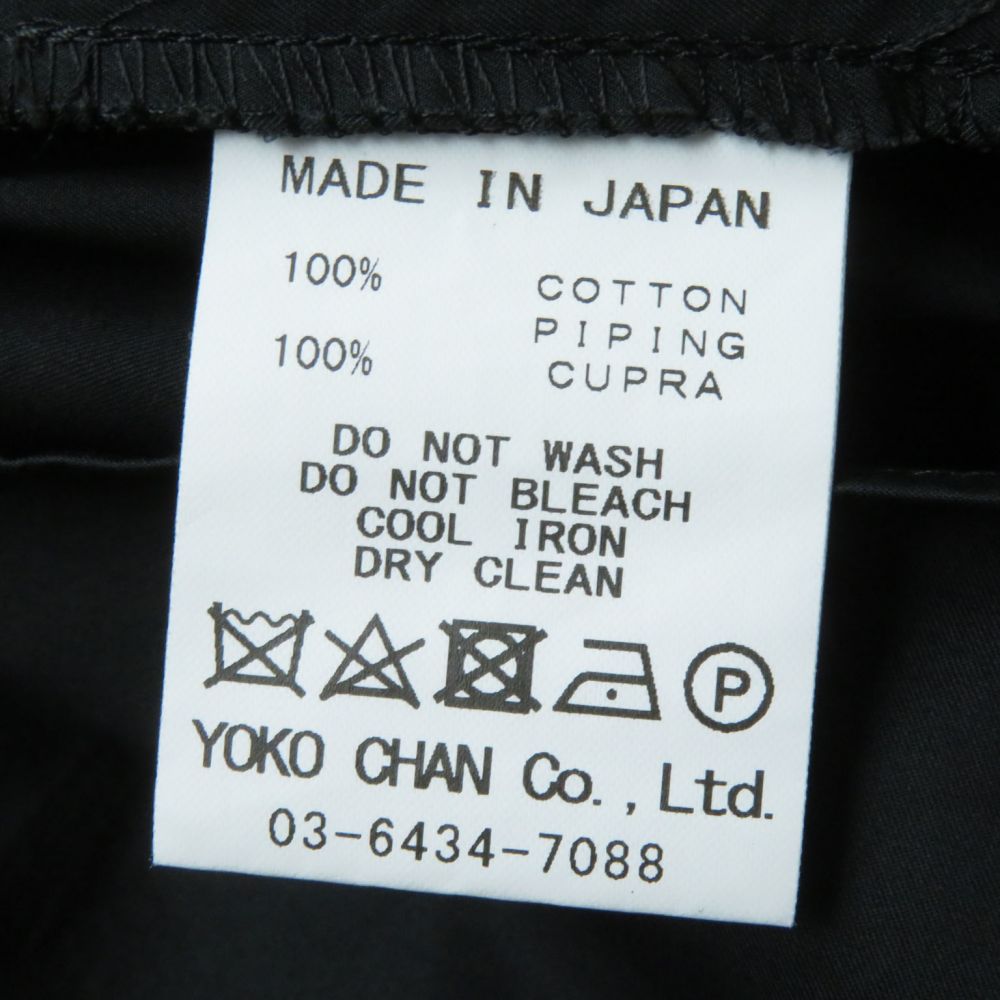 MADE IN JAPAN
100% COTTON
PIPING
100% CUPRA
DO NOT WASH
DO NOT BLEACH
COOL IRON
DRY CLEAN
P
YOKO CHAN Co., Ltd.
03-6434-7088